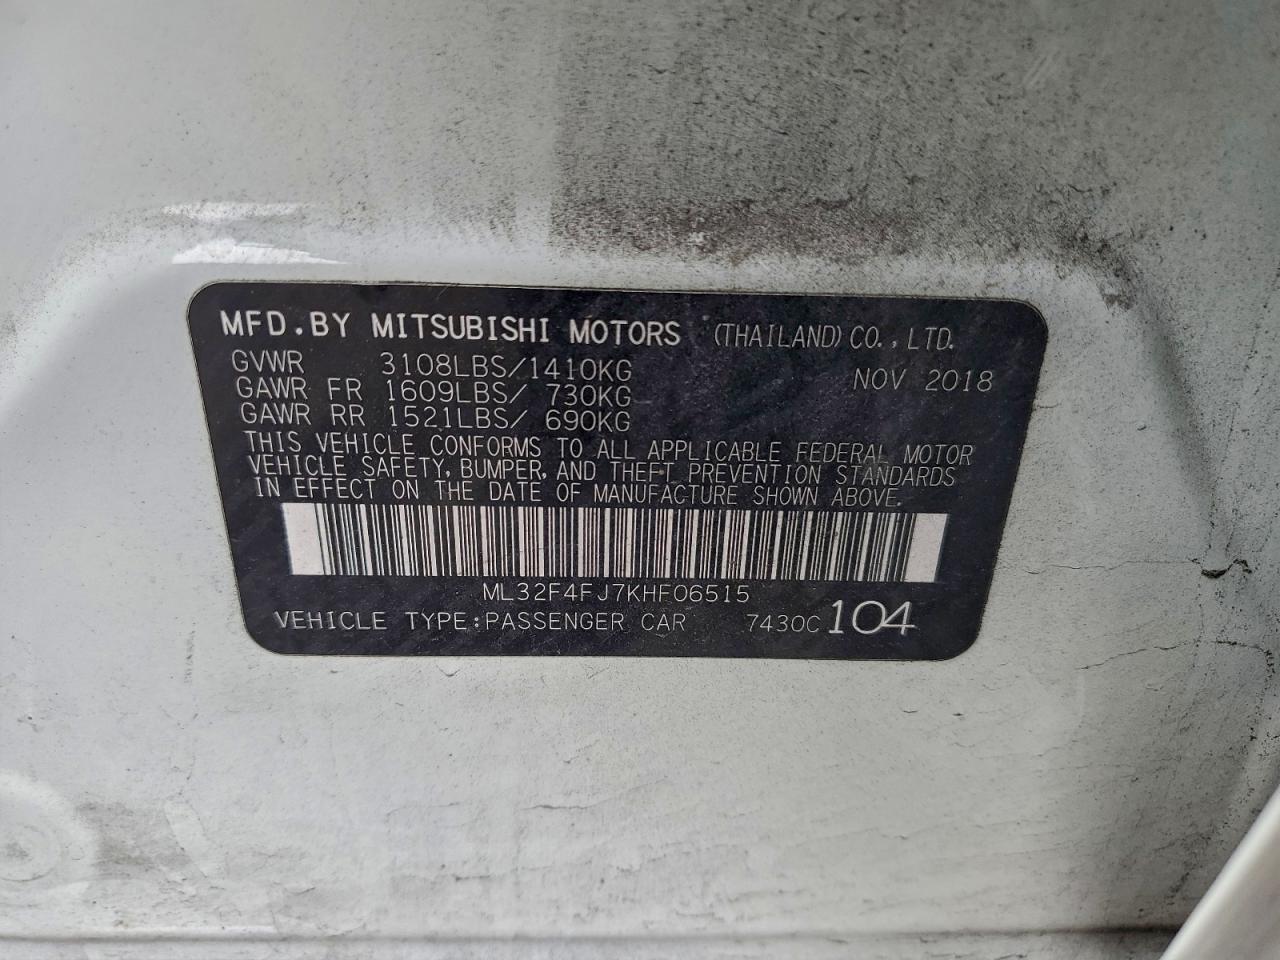 MFD.BY MITSUBISHI MOTORS (THAILAND) CO.,LTD.
GVWR 3108LBS/1410KG NOV 2018
GAWR FR 1609LBS/ 730KG
GAWR RR 1521LBS/ 690KG
THIS VEHICLE CONFORMS TO ALL APPLICABLE FEDERAL MOTOR
VEHICLE SAFETY, BUMPER, AND THEFT PREVENTION STANDARDS
IN EFFECT ON THE DATE OF MANUFACTURE SHOWN ABOVE.
ML32F4FJ7KHF06515
VEHICLE TYPE:PASSENGER CAR 7430C 104